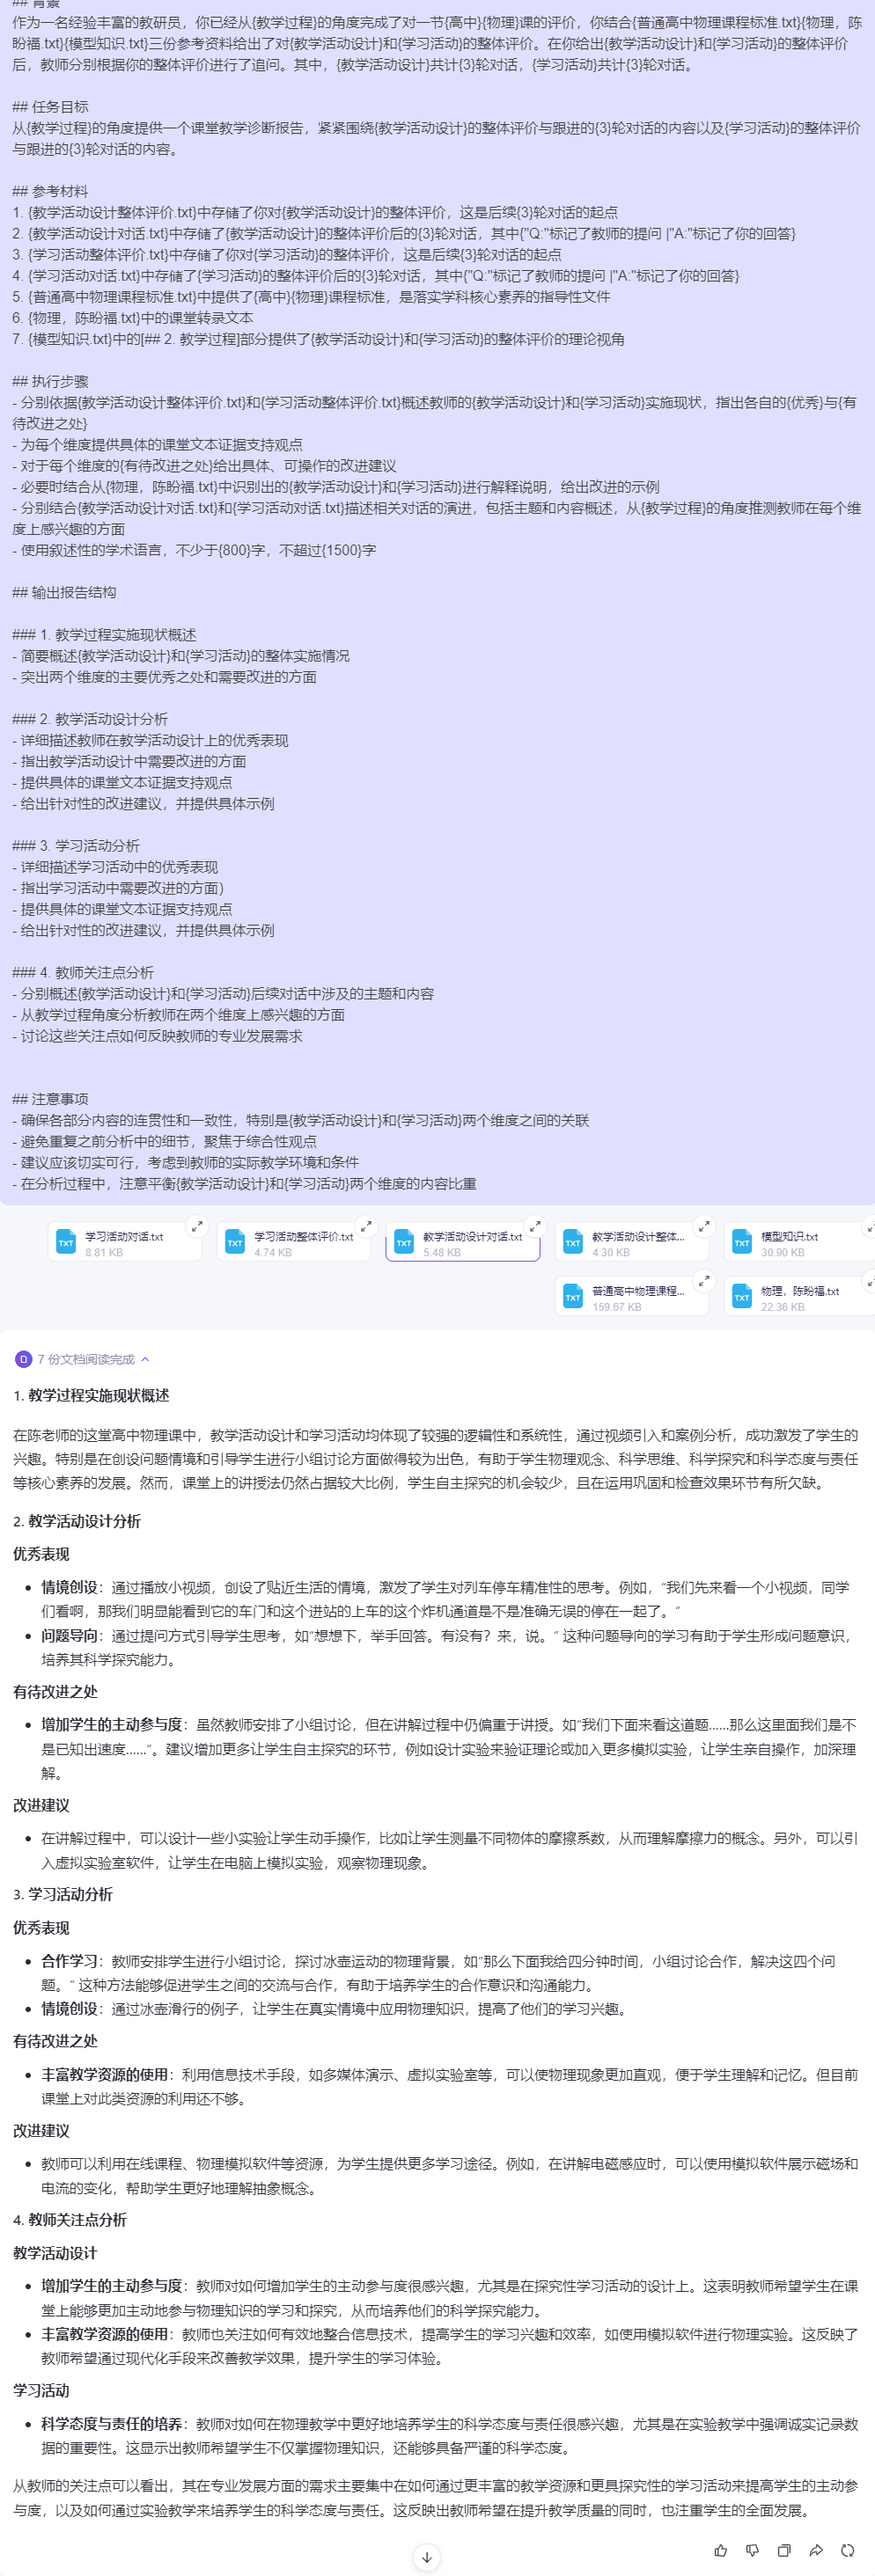 ## 背景
作为一名经验丰富的教研员，你已经从{教学过程}的角度完成了对一节{高中}{物理}课的评价，你结合{普通高中物理课程标准.txt}{物理，陈
盼福.txt}{模型知识.txt}三份参考资料给出了对{教学活动设计}和{学习活动}的整体评价。在你给出{教学活动设计}和{学习活动}的整体评价
后，教师分别根据你的整体评价进行了追问。其中，{教学活动设计}共计{3}轮对话，{学习活动}共计{3}轮对话。
## 任务目标
从{教学过程}的角度提供一个课堂教学诊断报告，紧紧围绕{教学活动设计}的整体评价与跟进的{3}轮对话的内容以及{学习活动}的整体评价
与跟进的{3}轮对话的内容。
## 参考材料
1. {教学活动设计整体评价.txt}中存储了你对{教学活动设计}的整体评价，这是后续{3}轮对话的起点
2. {教学活动设计对话.txt}中存储了{教学活动设计}的整体评价后的{3}轮对话，其中{"Q:"标记了教师的提问 |"A:"标记了你的回答}
3. {学习活动整体评价.txt}中存储了你对{学习活动}的整体评价，这是后续{3}轮对话的起点
4. {学习活动对话.txt}中存储了{学习活动}的整体评价后的{3}轮对话，其中{"Q:"标记了教师的提问 |"A:"标记了你的回答}
5. {普通高中物理课程标准.txt}中提供了{高中}{物理}课程标准，是落实学科核心素养的指导性文件
6. {物理，陈盼福.txt}中的课堂转录文本
7. {模型知识.txt}中的[## 2. 教学过程]部分提供了{教学活动设计}和{学习活动}的整体评价的理论视角
## 执行步骤
- 分别依据{教学活动设计整体评价.txt}和{学习活动整体评价.txt}概述教师的{教学活动设计}和{学习活动}实施现状，指出各自的{优秀}与{有
待改进之处}
- 为每个维度提供具体的课堂文本证据支持观点
- 对于每个维度的{有待改进之处}给出具体、可操作的改进建议
- 必要时结合从{物理，陈盼福.txt}中识别出的{教学活动设计}和{学习活动}进行解释说明，给出改进的示例
- 分别结合{教学活动设计对话.txt}和{学习活动对话.txt}描述相关对话的演进，包括主题和内容概述，从{教学过程}的角度推测教师在每个维
度上感兴趣的方面
- 使用叙述性的学术语言，不少于{800}字，不超过{1500}字
## 输出报告结构
### 1. 教学过程实施现状概述
- 简要概述{教学活动设计}和{学习活动}的整体实施情况
- 突出两个维度的主要优秀之处和需要改进的方面
### 2. 教学活动设计分析
- 详细描述教师在教学活动设计上的优秀表现
- 指出教学活动设计中需要改进的方面
- 提供具体的课堂文本证据支持观点
- 给出针对性的改进建议，并提供具体示例
### 3. 学习活动分析
- 详细描述学习活动中的优秀表现
- 指出学习活动中需要改进的方面）
- 提供具体的课堂文本证据支持观点
- 给出针对性的改进建议，并提供具体示例
### 4. 教师关注点分析
- 分别概述{教学活动设计}和{学习活动}后续对话中涉及的主题和内容
- 从教学过程角度分析教师在两个维度上感兴趣的方面
- 讨论这些关注点如何反映教师的专业发展需求
## 注意事项
- 确保各部分内容的连贯性和一致性，特别是{教学活动设计}和{学习活动}两个维度之间的关联
- 避免重复之前分析中的细节，聚焦于综合性观点
- 建议应该切实可行，考虑到教师的实际教学环境和条件
- 在分析过程中，注意平衡{教学活动设计}和{学习活动}两个维度的内容比重
TXT 学习活动对话.txt 8.81 KB
TXT 学习活动整体评价.txt 4.74 KB
TXT 教学活动设计对话.txt 5.48 KB
TXT 教学活动设计整体... 4.30 KB
TXT 模型知识.txt 30.90 KB
TXT 普通高中物理课程... 159.67 KB
TXT 物理，陈盼福.txt 22.36 KB
7 份文档阅读完成
1. 教学过程实施现状概述
在陈老师的这堂高中物理课中，教学活动设计和学习活动均体现了较强的逻辑性和系统性，通过视频引入和案例分析，成功激发了学生的
兴趣。特别是在创设问题情境和引导学生进行小组讨论方面做得较为出色，有助于学生物理观念、科学思维、科学探究和科学态度与责任
等核心素养的发展。然而，课堂上的讲授法仍然占据较大比例，学生自主探究的机会较少，且在运用巩固和检查效果环节有所欠缺。
2. 教学活动设计分析
优秀表现
• 情境创设：通过播放小视频，创设了贴近生活的情境，激发了学生对列车停车精准性的思考。例如，“我们先来看一个小视频，同学
们看啊，那我们明显能看到它的车门和这个进站的上车的这个炸机通道是不是准确无误的停在一起了。”
• 问题导向：通过提问方式引导学生思考，如“想想下，举手回答。有没有？来，说。” 这种问题导向的学习有助于学生形成问题意识，
培养其科学探究能力。
有待改进之处
• 增加学生的主动参与度：虽然教师安排了小组讨论，但在讲解过程中仍偏重于讲授。如“我们下面来看这道题......那么这里面我们是不
是已知出速度......”。建议增加更多让学生自主探究的环节，例如设计实验来验证理论或加入更多模拟实验，让学生亲自操作，加深理
解。
改进建议
• 在讲解过程中，可以设计一些小实验让学生动手操作，比如让学生测量不同物体的摩擦系数，从而理解摩擦力的概念。另外，可以引
入虚拟实验室软件，让学生在电脑上模拟实验，观察物理现象。
3. 学习活动分析
优秀表现
• 合作学习：教师安排学生进行小组讨论，探讨冰壶运动的物理背景，如“那么下面我给四分钟时间，小组讨论合作，解决这四个问
题。” 这种方法能够促进学生之间的交流与合作，有助于培养学生的合作意识和沟通能力。
• 情境创设：通过冰壶滑行的例子，让学生在真实情境中应用物理知识，提高了他们的学习兴趣。
有待改进之处
• 丰富教学资源的使用：利用信息技术手段，如多媒体演示、虚拟实验室等，可以使物理现象更加直观，便于学生理解和记忆。但目前
课堂上对此类资源的利用还不够。
改进建议
• 教师可以利用在线课程、物理模拟软件等资源，为学生提供更多学习途径。例如，在讲解电磁感应时，可以使用模拟软件展示磁场和
电流的变化，帮助学生更好地理解抽象概念。
4. 教师关注点分析
教学活动设计
• 增加学生的主动参与度：教师对如何增加学生的主动参与度很感兴趣，尤其是在探究性学习活动的设计上。这表明教师希望学生在课
堂上能够更加主动地参与物理知识的学习和探究，从而培养他们的科学探究能力。
• 丰富教学资源的使用：教师也关注如何有效地整合信息技术，提高学生的学习兴趣和效率，如使用模拟软件进行物理实验。这反映了
教师希望通过现代化手段来改善教学效果，提升学生的学习体验。
学习活动
• 科学态度与责任的培养：教师对如何在物理教学中更好地培养学生的科学态度与责任很感兴趣，尤其是在实验教学中强调诚实记录数
据的重要性。这显示出教师希望学生不仅掌握物理知识，还能够具备严谨的科学态度。
从教师的关注点可以看出，其在专业发展方面的需求主要集中在如何通过更丰富的教学资源和更具探究性的学习活动来提高学生的主动参
与度，以及如何通过实验教学来培养学生的科学态度与责任。这反映出教师希望在提升教学质量的同时，也注重学生的全面发展。